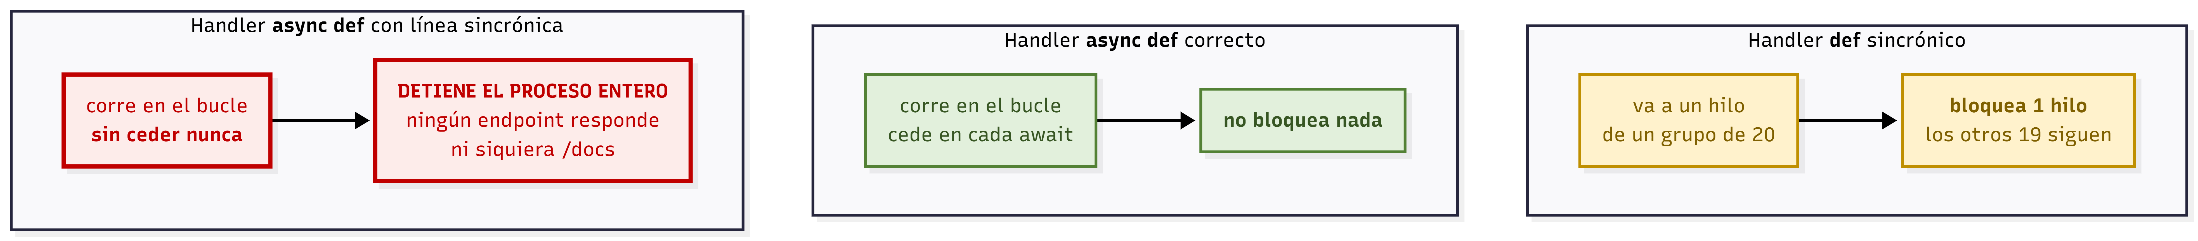 Handler async def con línea sincrónica
corre en el bucle
sin ceder nunca
DETIENE EL PROCESO ENTERO
ningún endpoint responde
ni siquiera /docs
Handler async def correcto
corre en el bucle
cede en cada await
no bloquea nada
Handler def sincrónico
va a un hilo
de un grupo de 20
bloquea 1 hilo
los otros 19 siguen